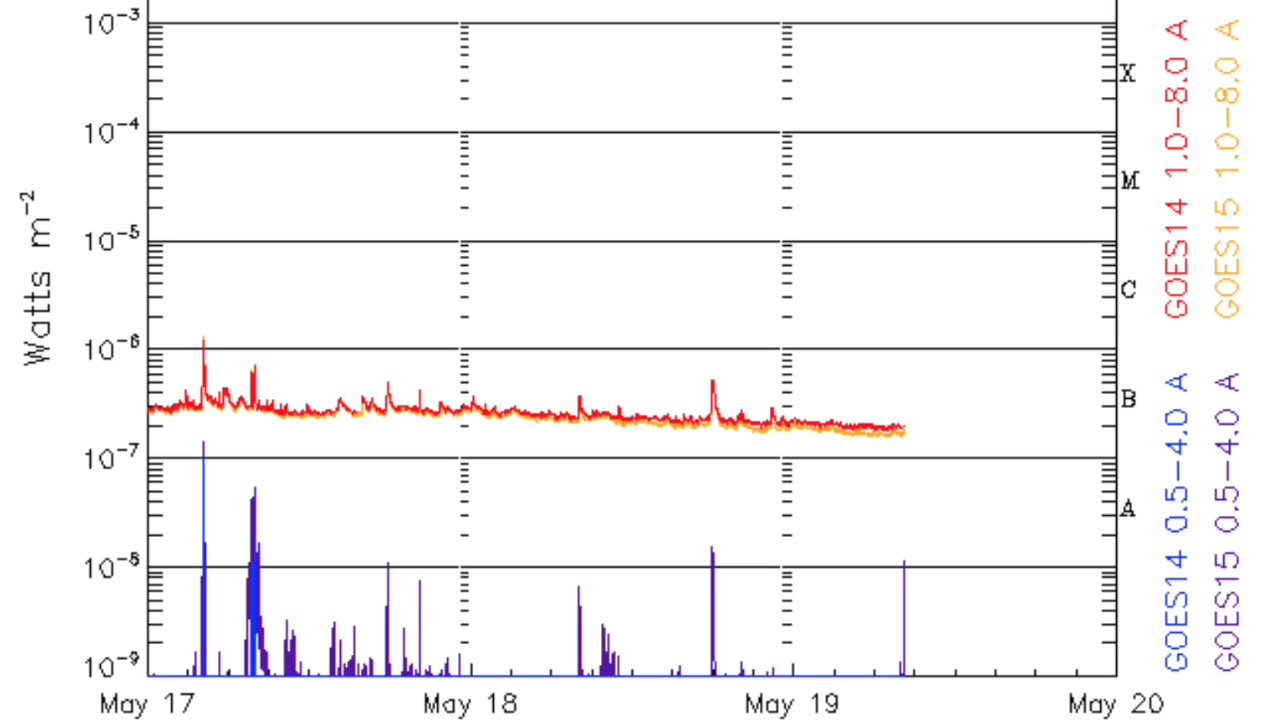 10−3
10−4
10−5
10−6
10−7
10−8
10−9
Watts m−2
X
M
C
B
A
May 17
May 18
May 19
May 20
GOES14 1.0−8.0 A
GOES15 1.0−8.0 A
GOES14 0.5−4.0 A
GOES15 0.5−4.0 A